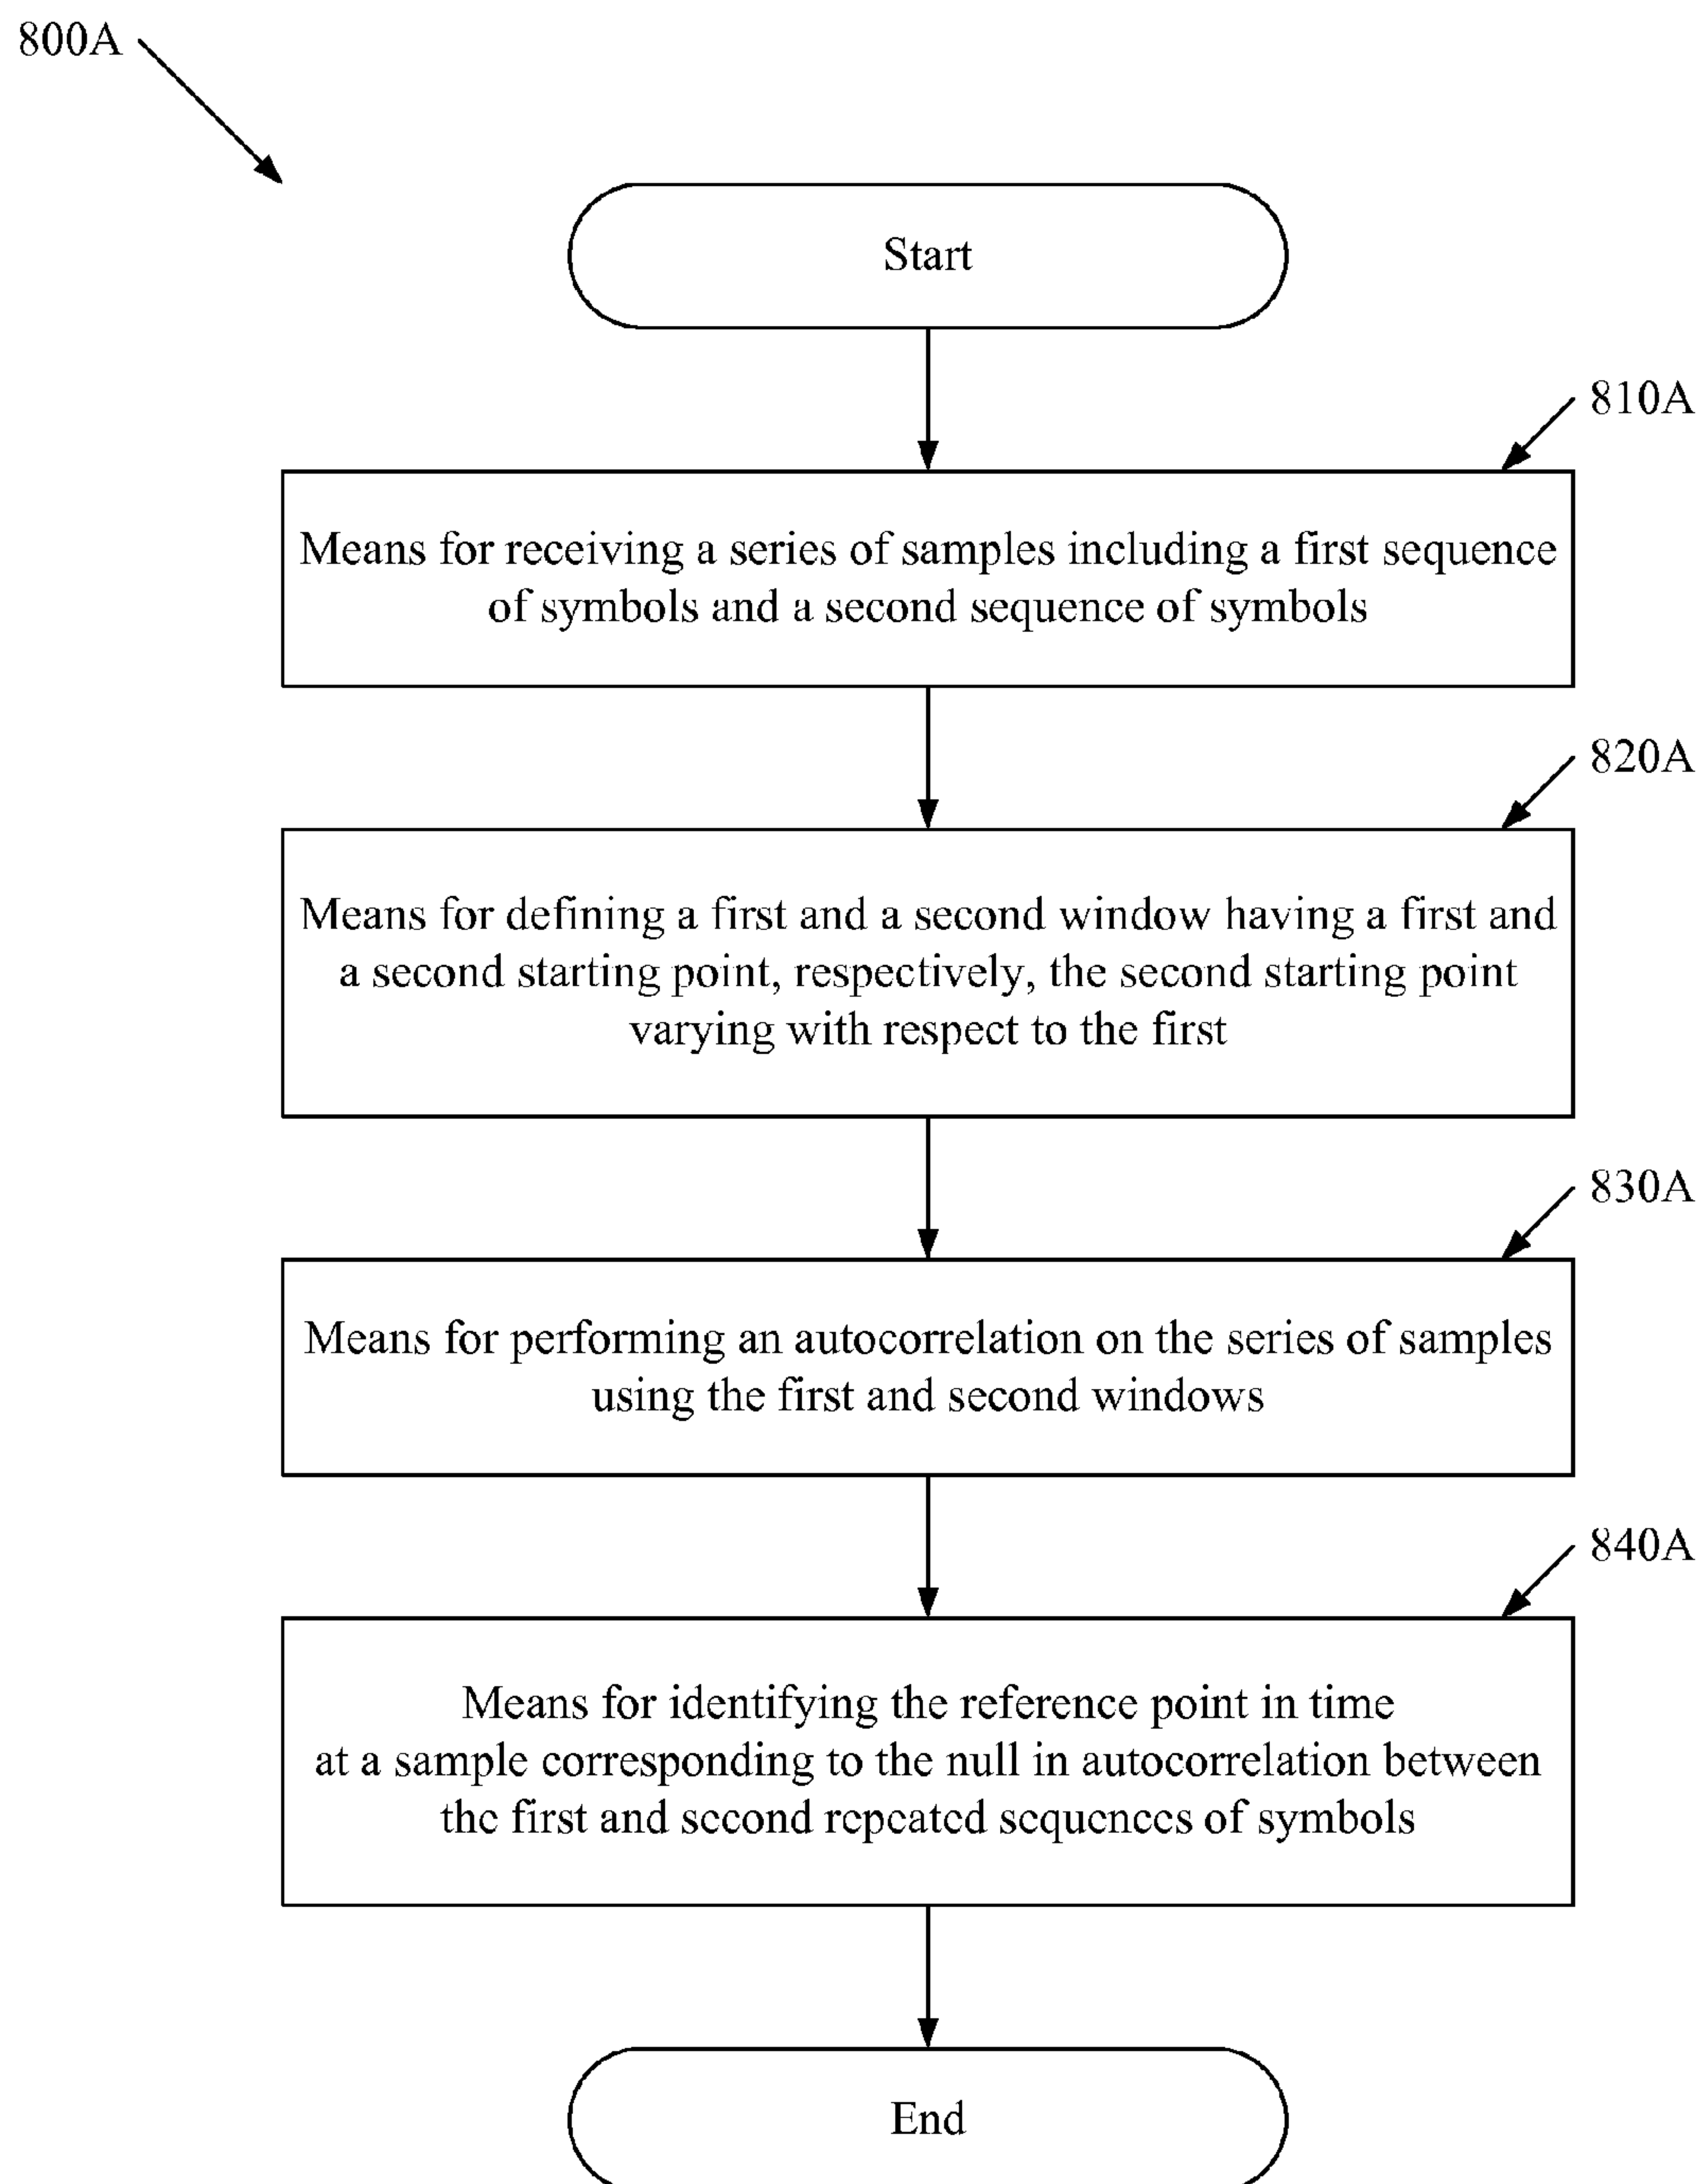 800A
Start
810A
Means for receiving a series of samples including a first sequence
of symbols and a second sequence of symbols
820A
Means for defining a first and a second window having a first and
a second starting point, respectively, the second starting point
varying with respect to the first
830A
Means for performing an autocorrelation on the series of samples
using the first and second windows
840A
Means for identifying the reference point in time
at a sample corresponding to the null in autocorrelation between
the first and second repeated sequences of symbols
End